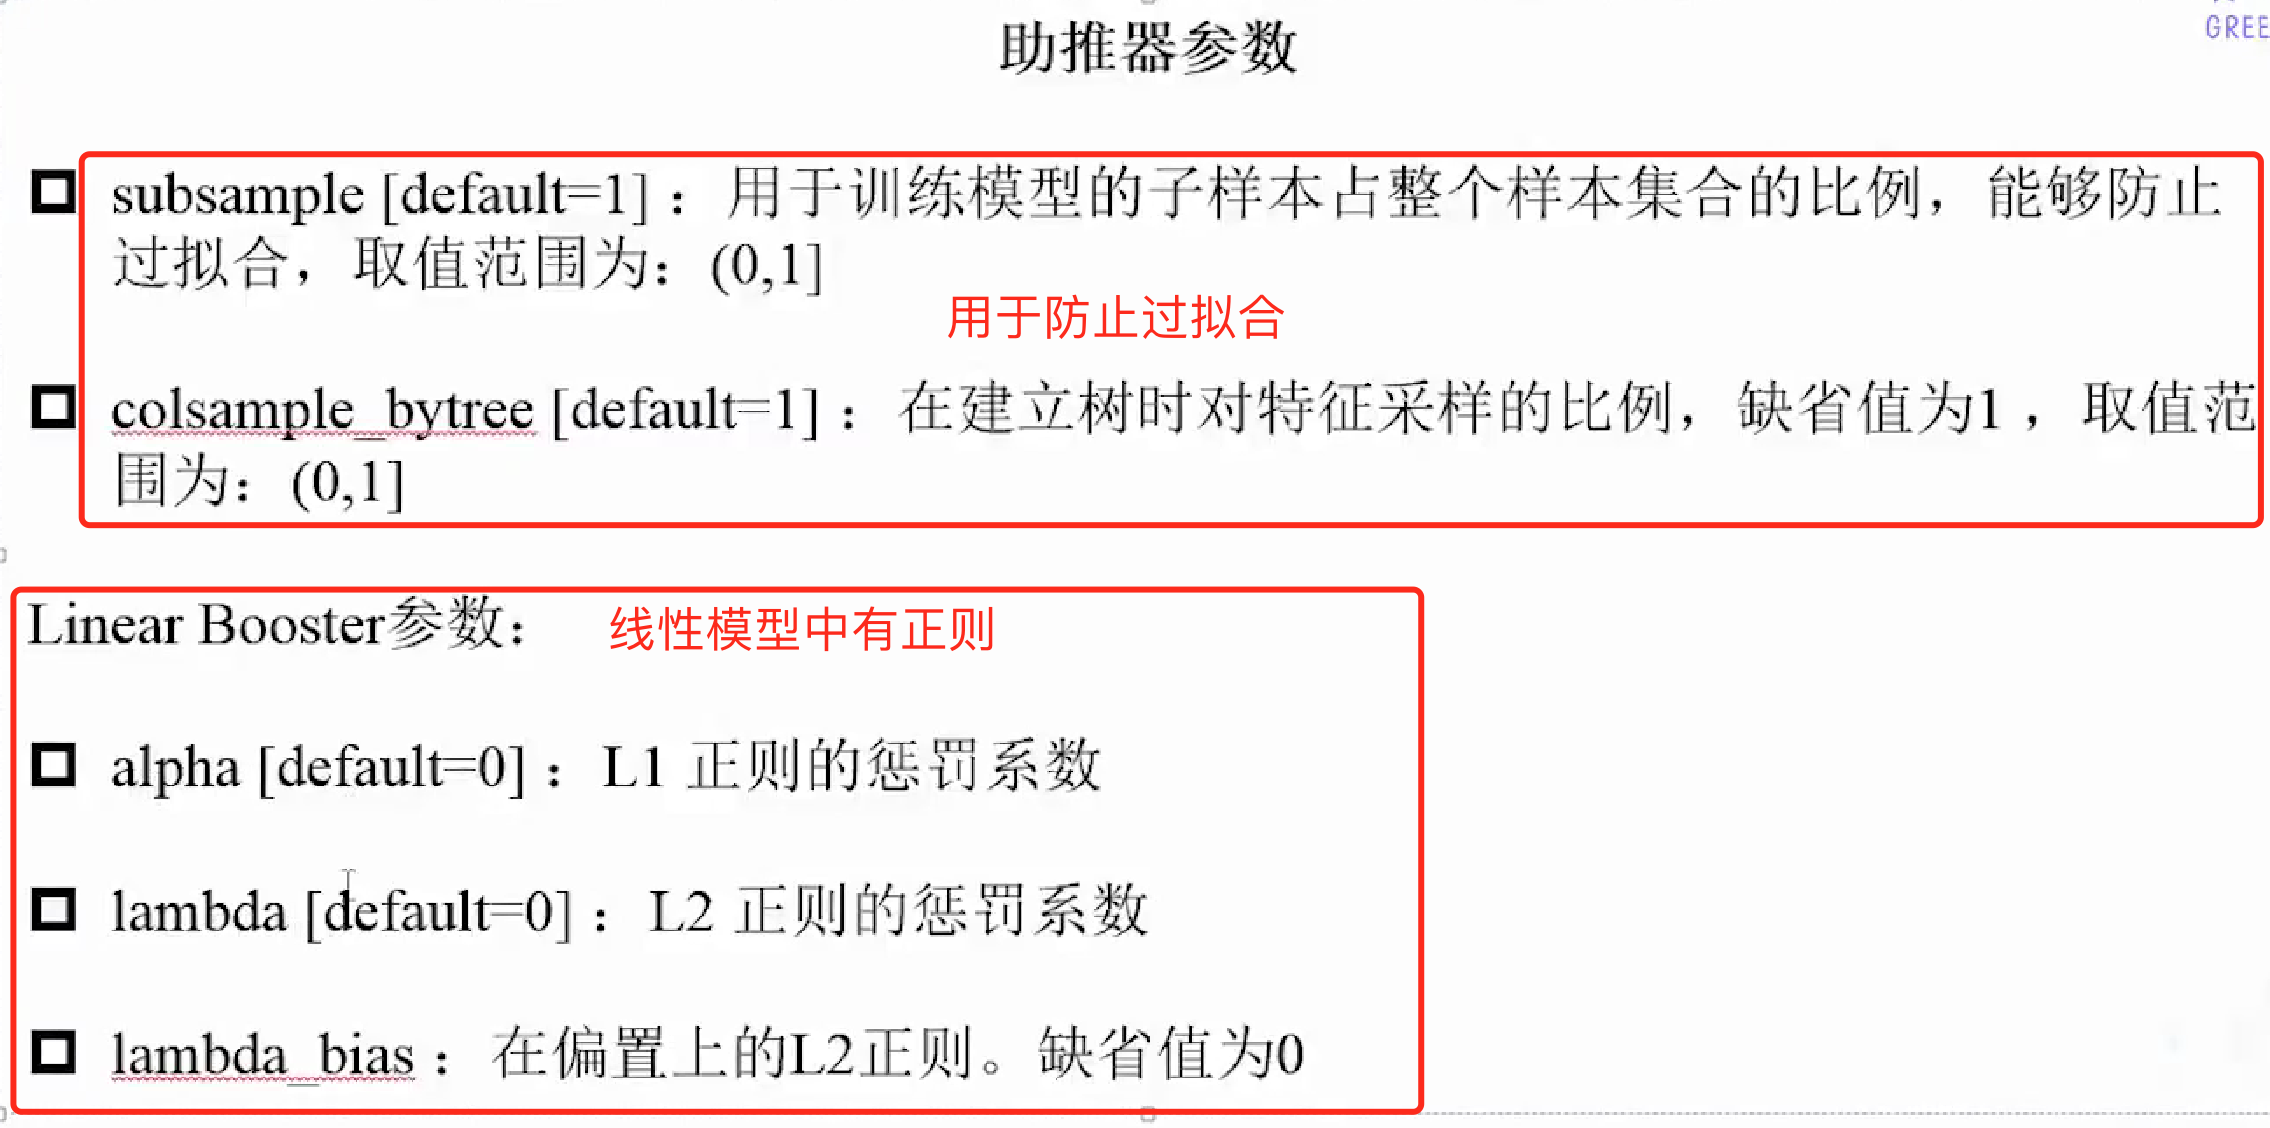 GREE
助推器参数
subsample [default=1]： 用于训练模型的子样本占整个样本集合的比例，能够防止
过拟合，取值范围为：(0,1]
用于防止过拟合
colsample_bytree [default=1]： 在建立树时对特征采样的比例，缺省值为1 ，取值范
围为：(0,1]
Linear Booster参数：
线性模型中有正则
alpha [default=0]： L1 正则的惩罚系数
lambda [default=0]： L2 正则的惩罚系数
lambda_bias： 在偏置上的L2正则。缺省值为0